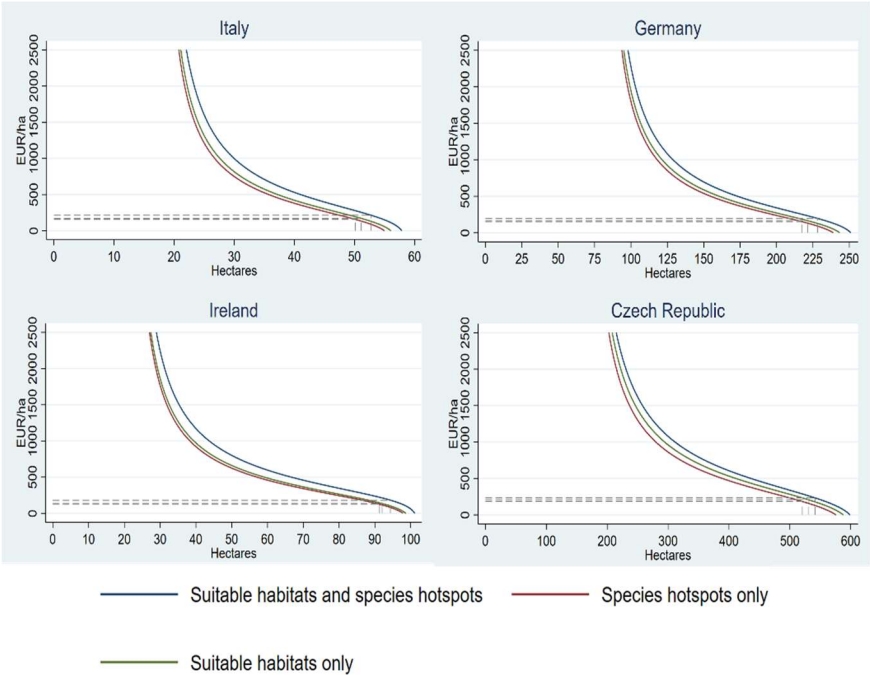 Italy
EUR/ha
2500
2000
1500
1000
500
0
0 10 20 30 40 50 60
Hectares
Germany
EUR/ha
2500
2000
1500
1000
500
0
0 25 50 75 100 125 150 175 200 225 250
Hectares
Ireland
EUR/ha
2500
2000
1500
1000
500
0
0 10 20 30 40 50 60 70 80 90 100
Hectares
Czech Republic
EUR/ha
2500
2000
1500
1000
500
0
0 100 200 300 400 500 600
Hectares
Suitable habitats and species hotspots
Species hotspots only
Suitable habitats only